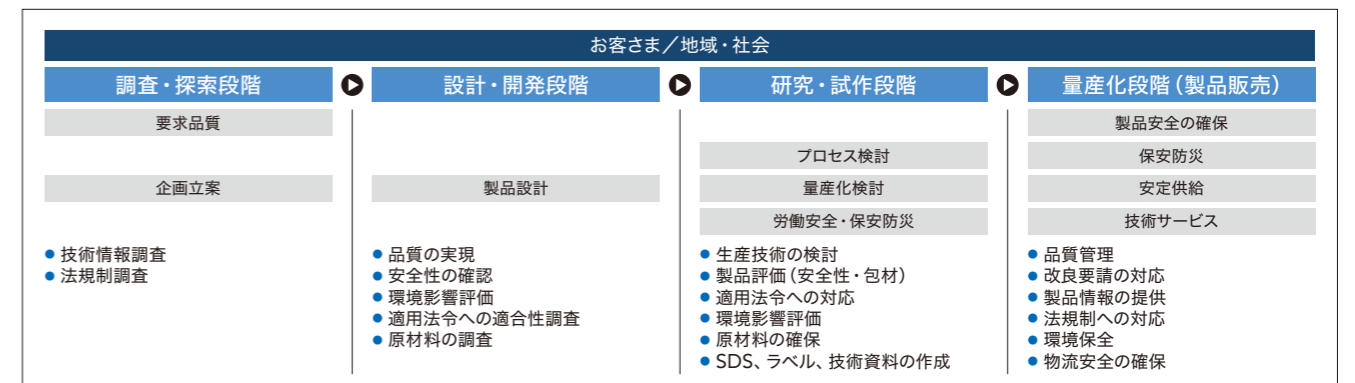 お客さま/地域・社会
調査・探索段階
要求品質
企画立案
● 技術情報調査
● 法規制調査
設計・開発段階
製品設計
● 品質の実現
● 安全性の確認
● 環境影響評価
● 適用法令への適合性調査
● 原材料の調査
研究・試作段階
プロセス検討
量産化検討
労働安全・保安防災
● 生産技術の検討
● 製品評価(安全性・包材)
● 適用法令への対応
● 環境影響評価
● 原材料の確保
● SDS、ラベル、技術資料の作成
量産化段階(製品販売)
製品安全の確保
保安防災
安定供給
技術サービス
● 品質管理
● 改良要請の対応
● 製品情報の提供
● 法規制への対応
● 環境保全
● 物流安全の確保